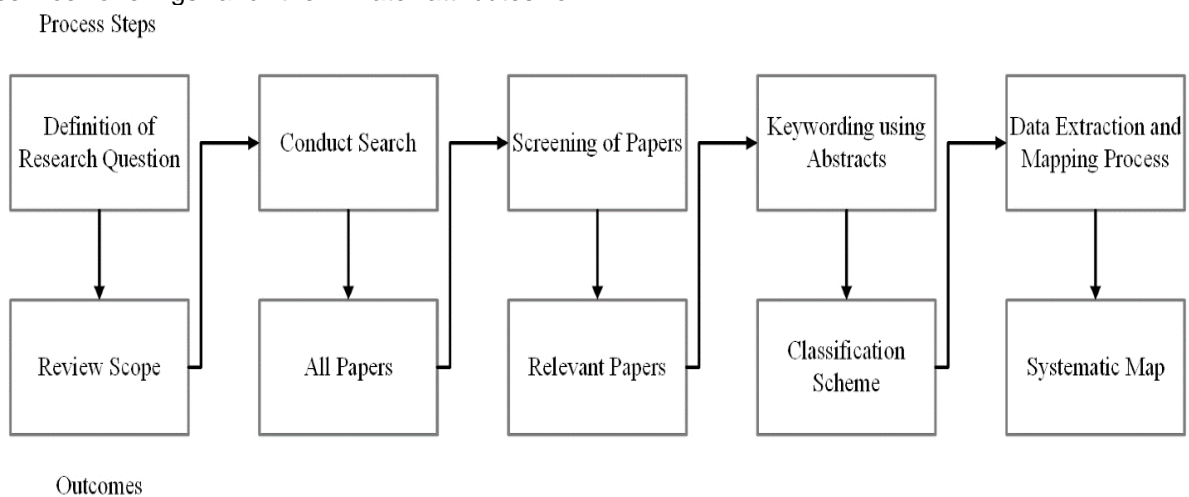 Process Steps
Definition of
Research Question
Conduct Search
Screening of Papers
Keywording using
Abstracts
Data Extraction and
Mapping Process
Review Scope
All Papers
Relevant Papers
Classification
Scheme
Systematic Map
Outcomes